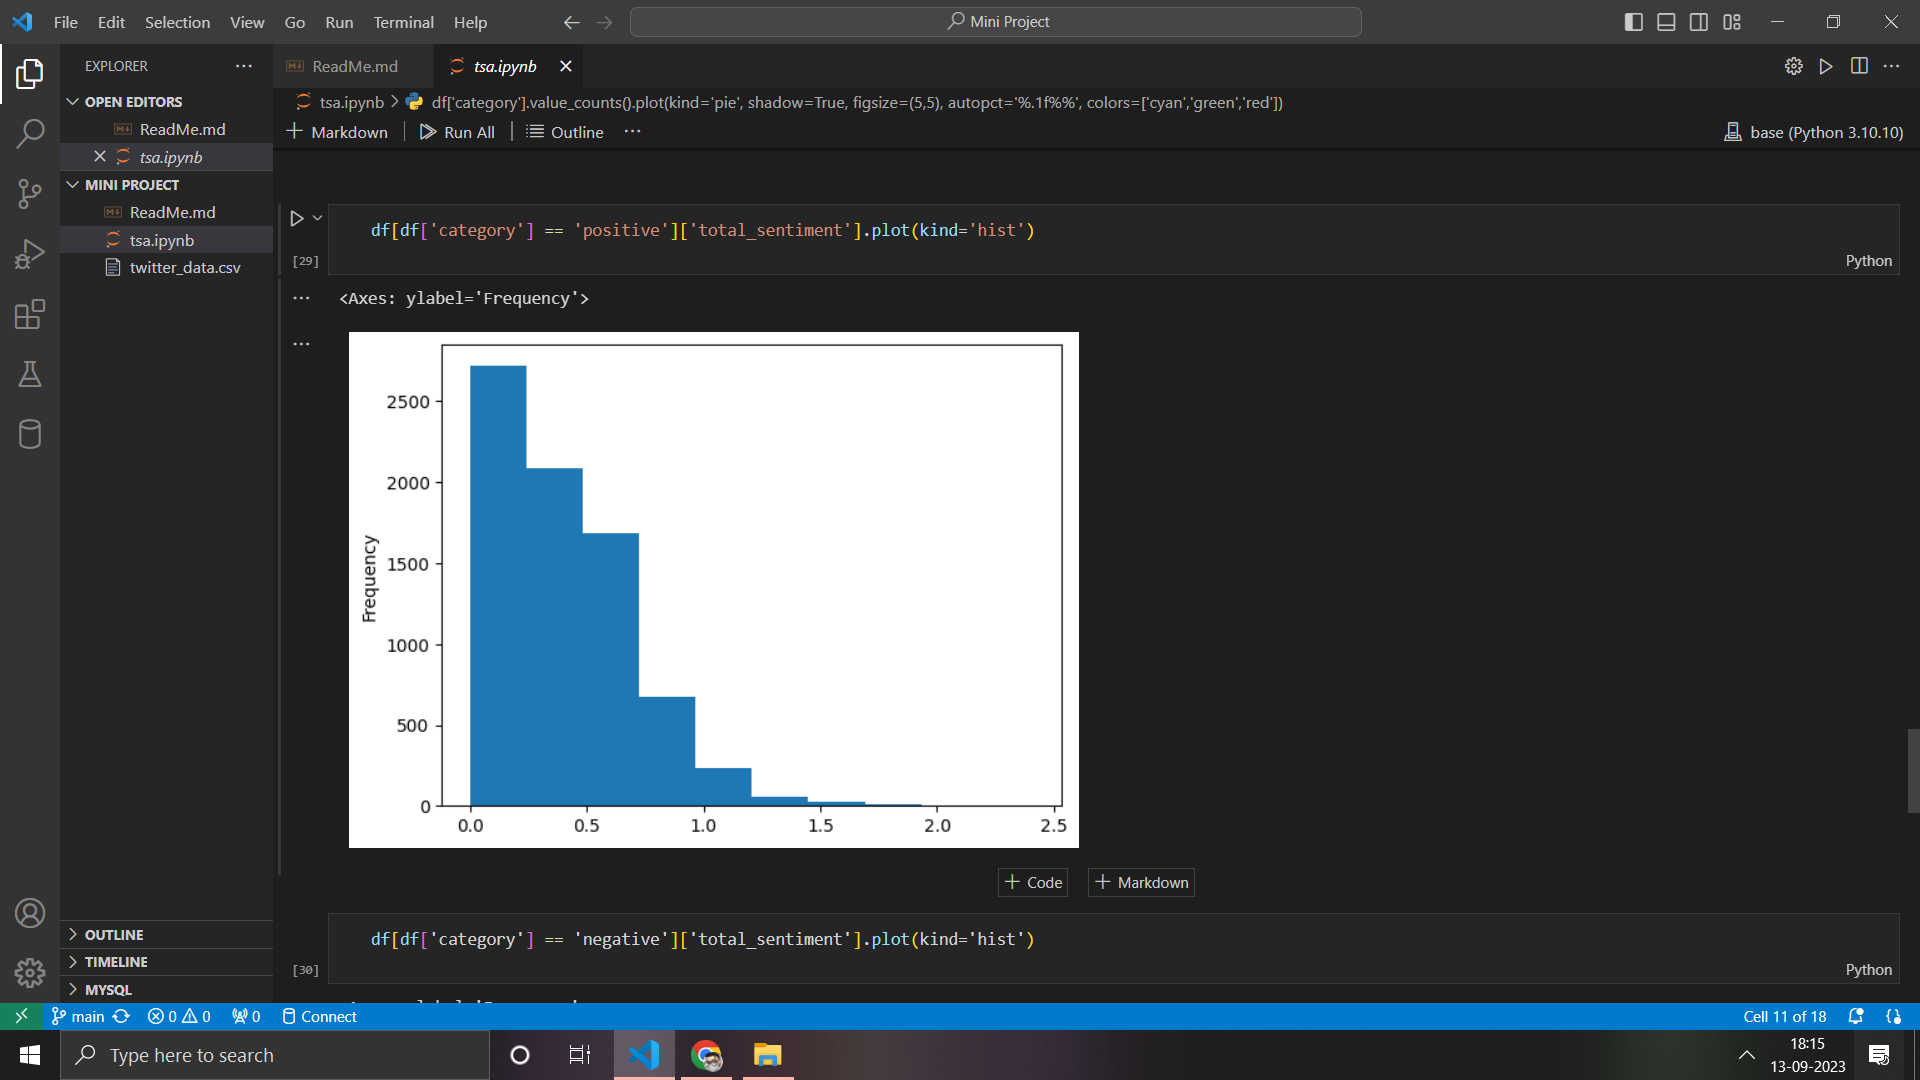 File Edit Selection View Go Run Terminal Help
Mini Project
EXPLORER
OPEN EDITORS
ReadMe.md
tsa.ipynb
MINI PROJECT
ReadMe.md
tsa.ipynb
twitter_data.csv
OUTLINE
TIMELINE
MYSQL
ReadMe.md tsa.ipynb
tsa.ipynb > df['category'].value_counts().plot(kind='pie', shadow=True, figsize=(5,5), autopct='%.1f%%', colors=['cyan','green','red'])
+ Markdown Run All Outline ...
base (Python 3.10.10)
df[df['category'] == 'positive']['total_sentiment'].plot(kind='hist')
[29]
Python
<Axes: ylabel='Frequency'>
2500
2000
1500
1000
500
0
Frequency
0.0 0.5 1.0 1.5 2.0 2.5
+ Code + Markdown
df[df['category'] == 'negative']['total_sentiment'].plot(kind='hist')
[30]
Python
main 0 0 0 Connect
Cell 11 of 18
Type here to search
18:15
13-09-2023